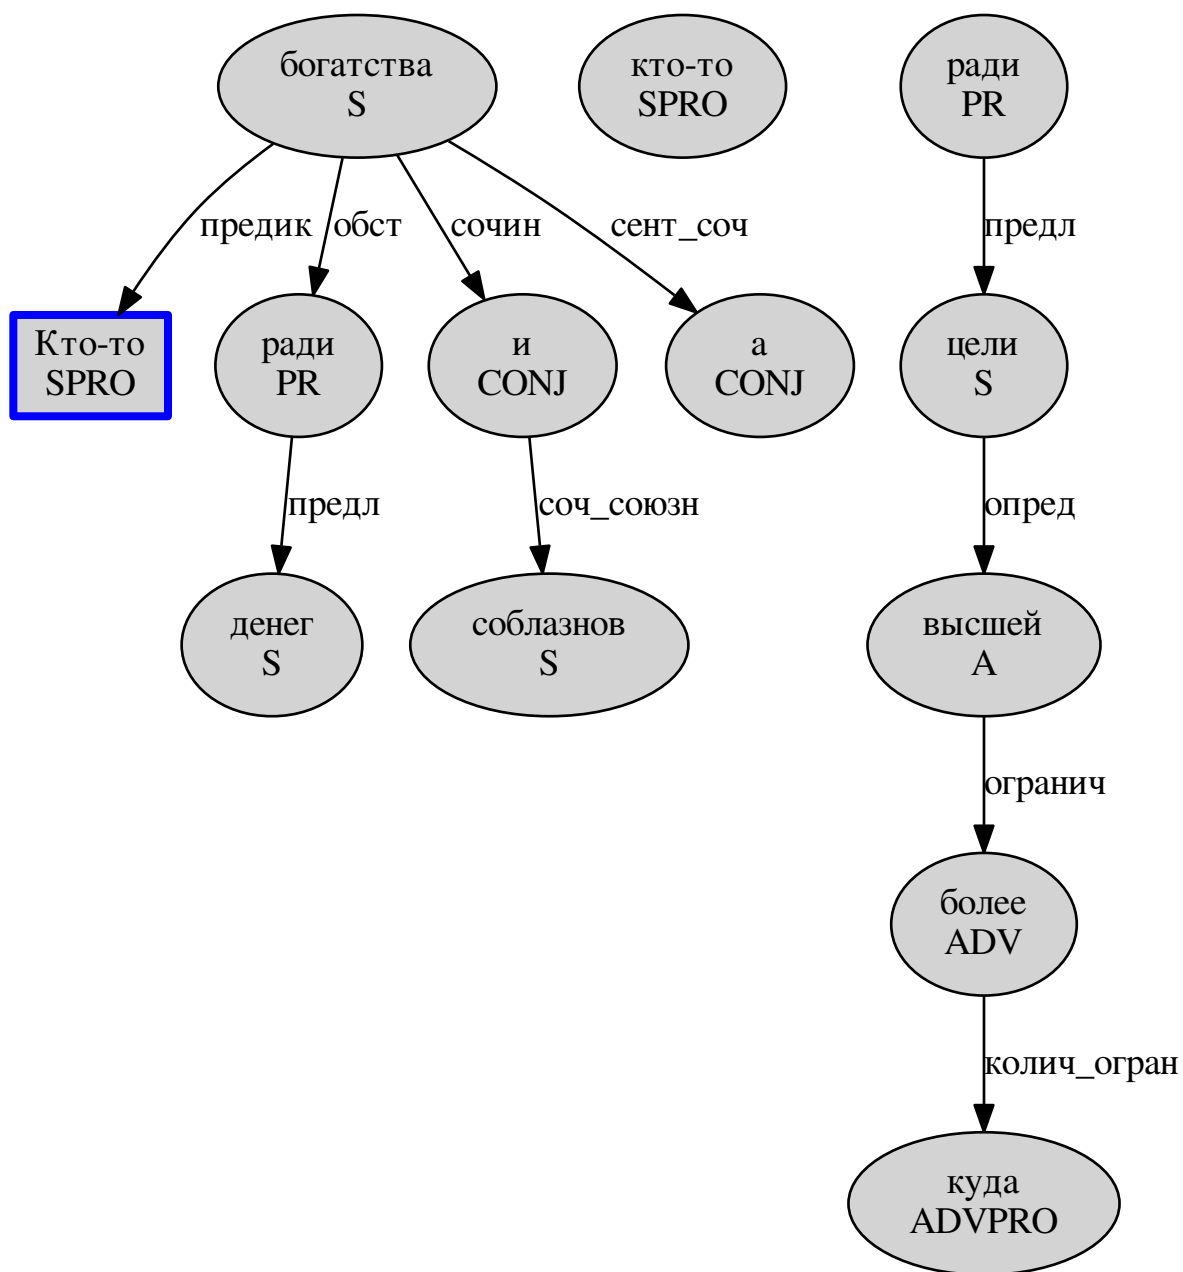 богатства
S
кто-то
SPRO
ради
PR
предик
обст
сочин
сент_соч
предл
Кто-то
SPRO
ради
PR
и
CONJ
а
CONJ
цели
S
предл
соч_союзн
опред
денег
S
соблазнов
S
высшей
A
огранич
более
ADV
колич_огран
куда
ADVPRO